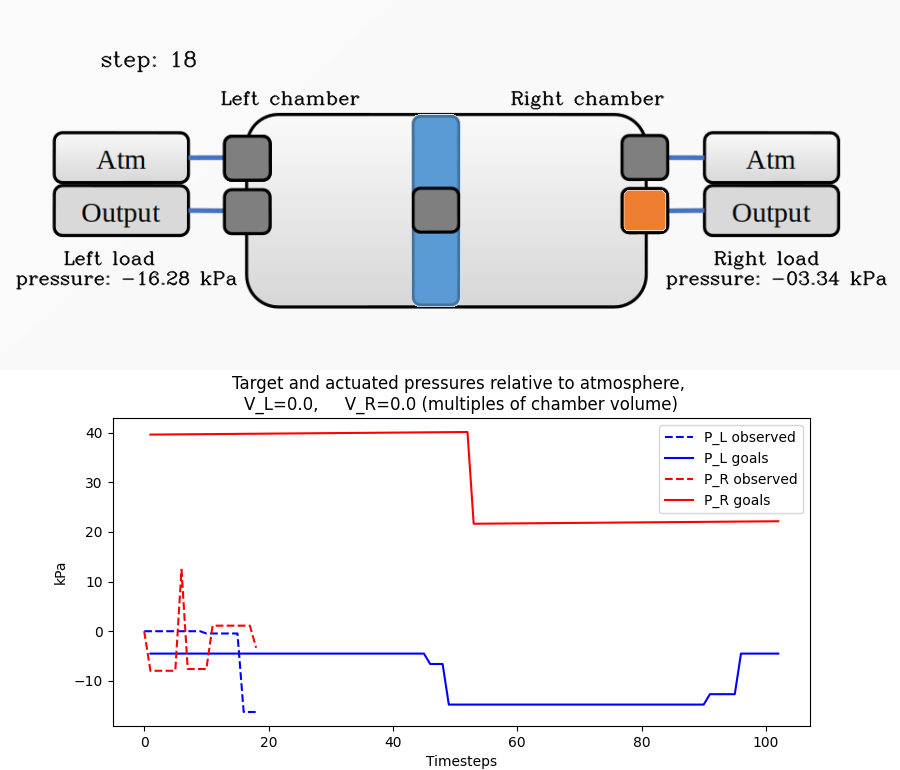 step: 18
Left chamber
Right chamber
Atm
Atm
Output
Output
Left load
pressure: -16.28 kPa
Right load
pressure: -03.34 kPa
Target and actuated pressures relative to atmosphere,
V_L=0.0, V_R=0.0 (multiples of chamber volume)
40
30
20
10
0
−10
kPa
P_L observed
P_L goals
P_R observed
P_R goals
0
20
40
60
80
100
Timesteps